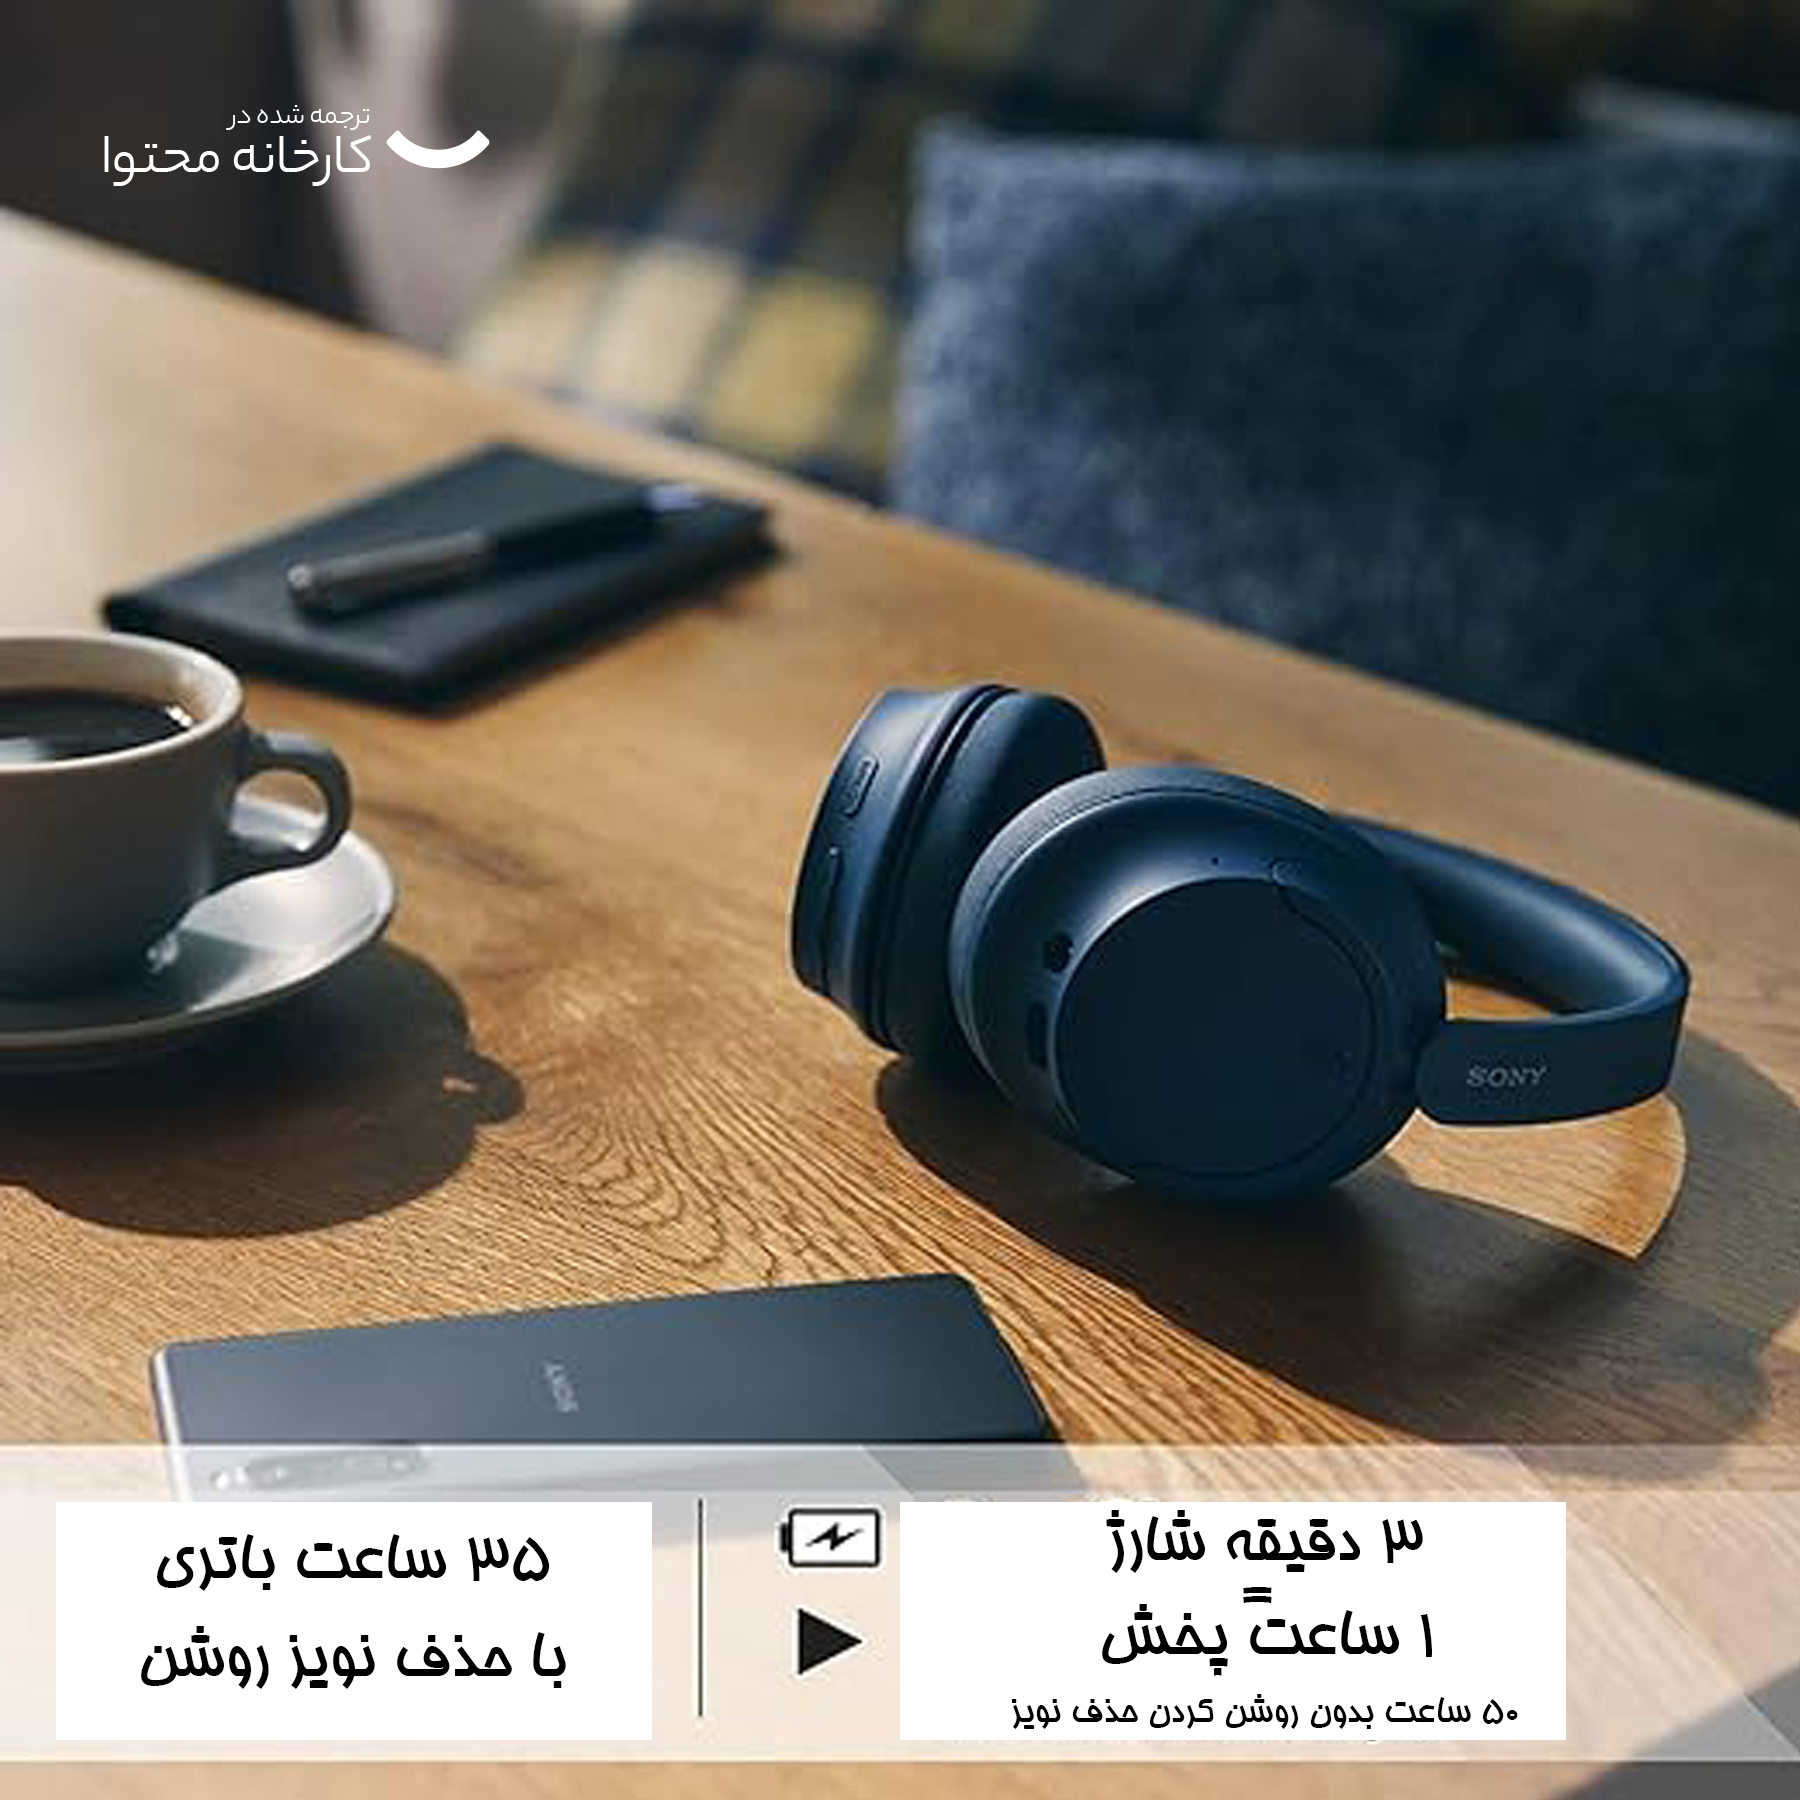 ترجمه شده در
کارخانه محتوا
SONY
SONY
۳ دقیقه شارژ
=
۱ ساعت پخش
۵۰ ساعت بدون روشن کردن حذف نویز
۳۵ ساعت باتری
با حذف نویز روشن